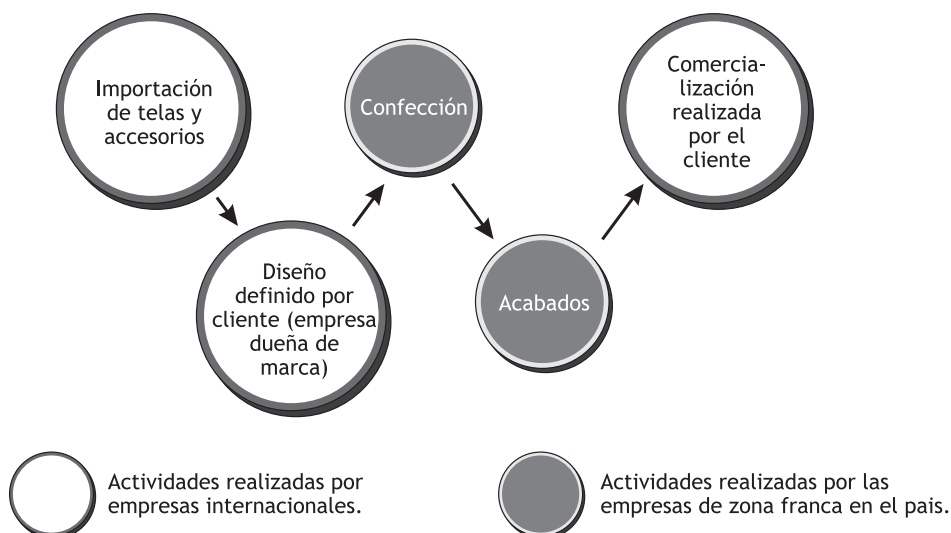 Importación
de telas y
accesorios
Diseño
definido por
cliente (empresa
dueña de
marca)
Confección
Acabados
Comercia-
lización
realizada
por el
cliente
Actividades realizadas por
empresas internacionales.
Actividades realizadas por las
empresas de zona franca en el pais.